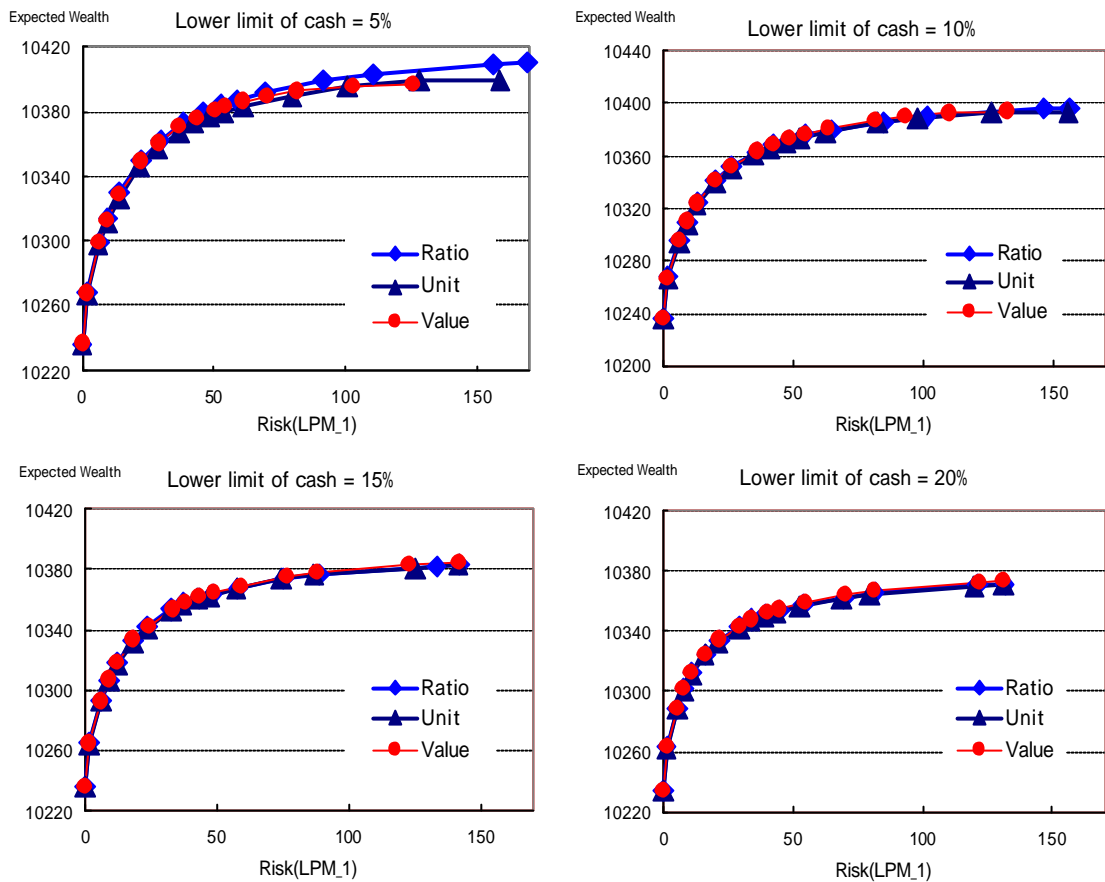 Expected Wealth
Lower limit of cash = 5%
10420
10380
10340
10300
10260
10220
Ratio
Unit
Value
0
50
100
150
Risk(LPM_1)
Expected Wealth
Lower limit of cash = 10%
10440
10400
10360
10320
10280
10240
10200
Ratio
Unit
Value
0
50
100
150
Risk(LPM_1)
Expected Wealth
Lower limit of cash = 15%
10420
10380
10340
10300
10260
10220
Ratio
Unit
Value
0
50
100
150
Risk(LPM_1)
Expected Wealth
Lower limit of cash = 20%
10420
10380
10340
10300
10260
10220
Ratio
Unit
Value
0
50
100
150
Risk(LPM_1)